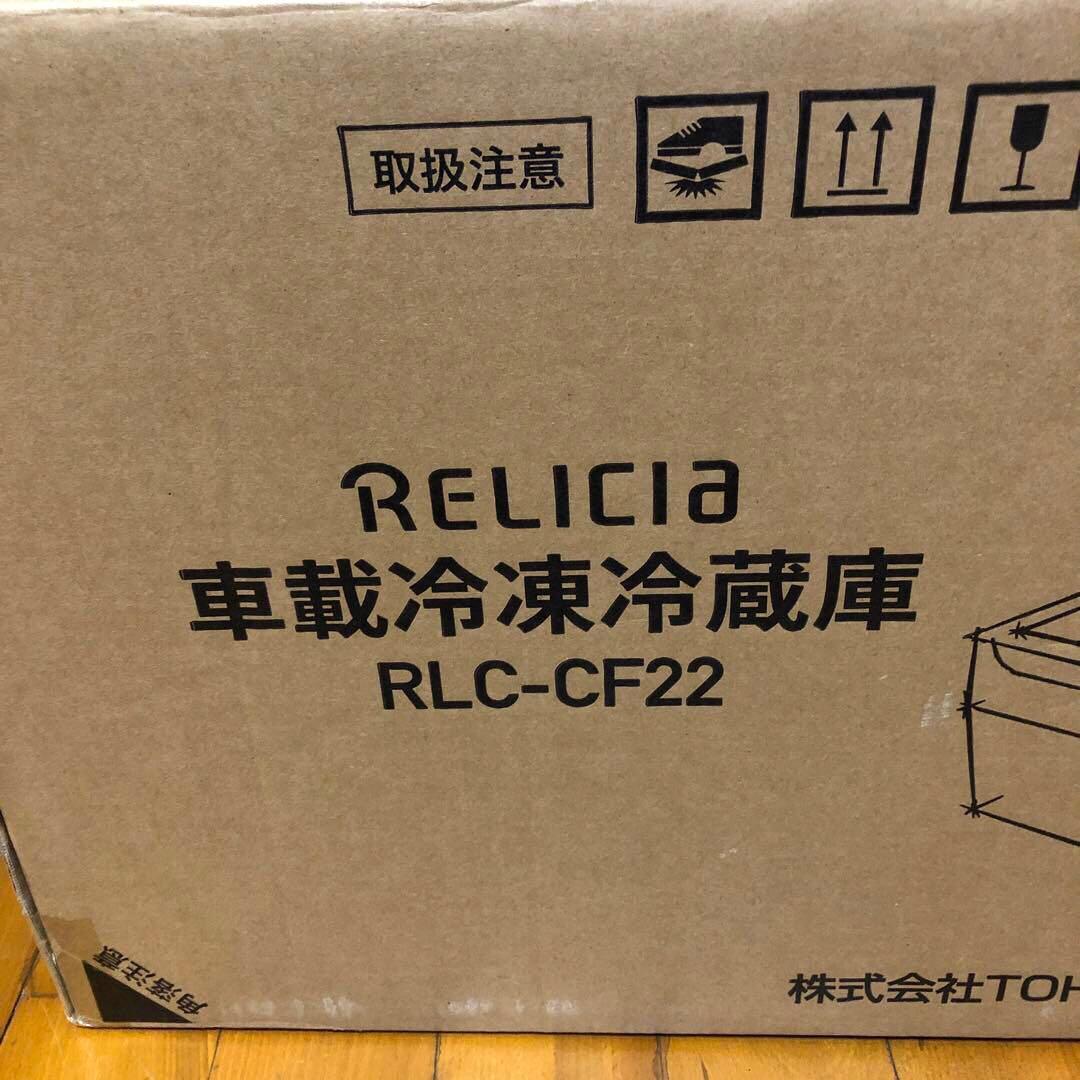 取扱注意
RELICIa
車載冷凍冷蔵庫
RLC-CF22
角落注意
株式会社TOH